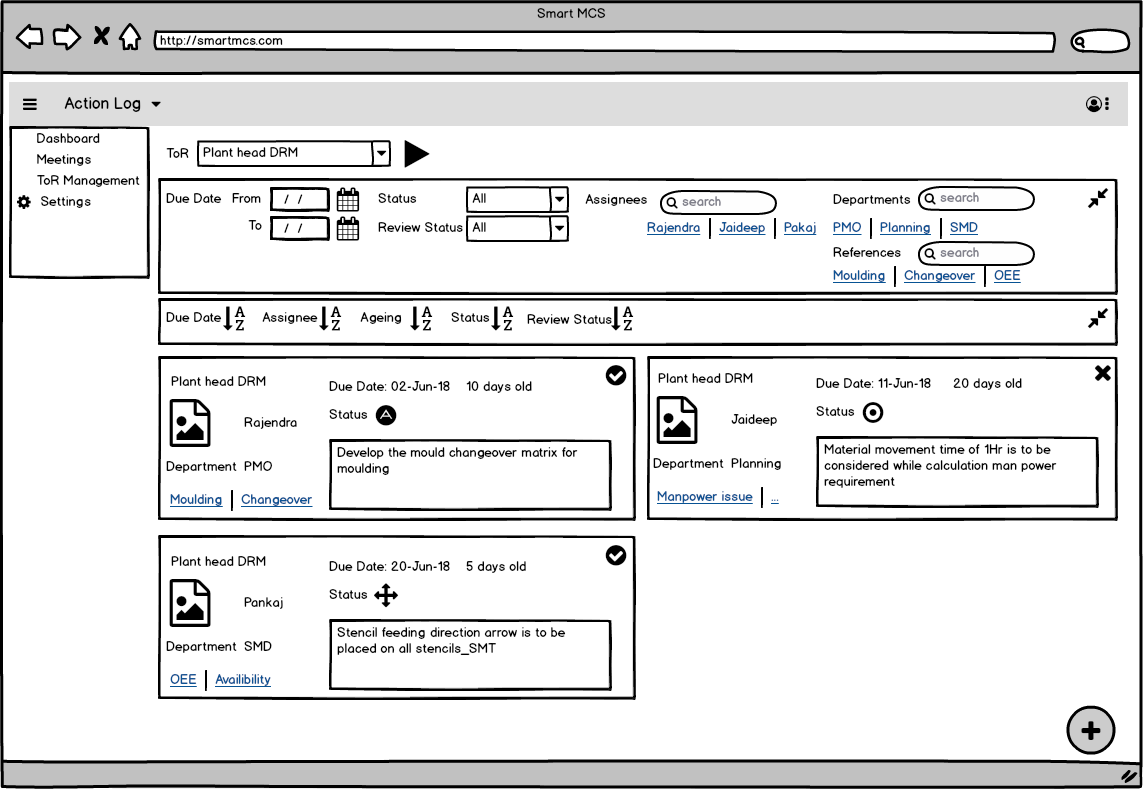 Smart MCS
http://smartmcs.com
Action Log
Dashboard
Meetings
ToR Management
Settings
ToR Plant head DRM
Due Date From / / Status All Assignees search Departments search
To / / Review Status All Rajendra Jaideep Pakaj PMO Planning SMD
References search
Moulding Changeover OEE
Due Date A Z Assignee A Z Ageing A Z Status A Z Review Status A Z
Plant head DRM
Due Date: 02-Jun-18 10 days old
Status A
Rajendra
Develop the mould changeover matrix for
moulding
Department PMO
Moulding Changeover
Plant head DRM
Due Date: 11-Jun-18 20 days old
Status
Jaideep
Material movement time of 1Hr is to be
considered while calculation man power
requirement
Department Planning
Manpower issue ...
Plant head DRM
Due Date: 20-Jun-18 5 days old
Status
Pankaj
Stencil feeding direction arrow is to be
placed on all stencils_SMT
Department SMD
OEE Availibility